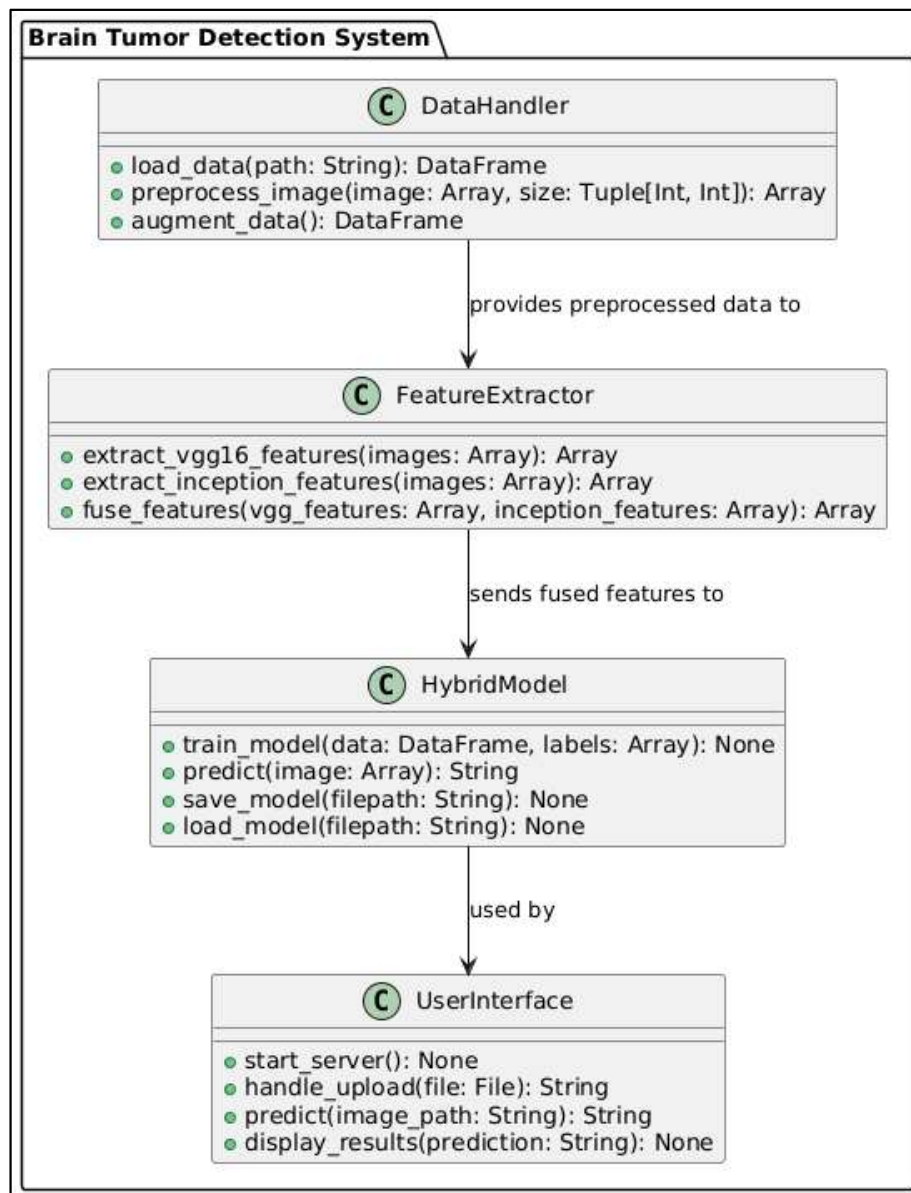 Brain Tumor Detection System
C DataHandler
load_data(path: String): DataFrame
preprocess_image(image: Array, size: Tuple[Int, Int]): Array
augment_data(): DataFrame
provides preprocessed data to
C FeatureExtractor
extract_vgg16_features(images: Array): Array
extract_inception_features(images: Array): Array
fuse_features(vgg_features: Array, inception_features: Array): Array
sends fused features to
C HybridModel
train_model(data: DataFrame, labels: Array): None
predict(image: Array): String
save_model(filepath: String): None
load_model(filepath: String): None
used by
C UserInterface
start_server(): None
handle_upload(file: File): String
predict(image_path: String): String
display_results(prediction: String): None